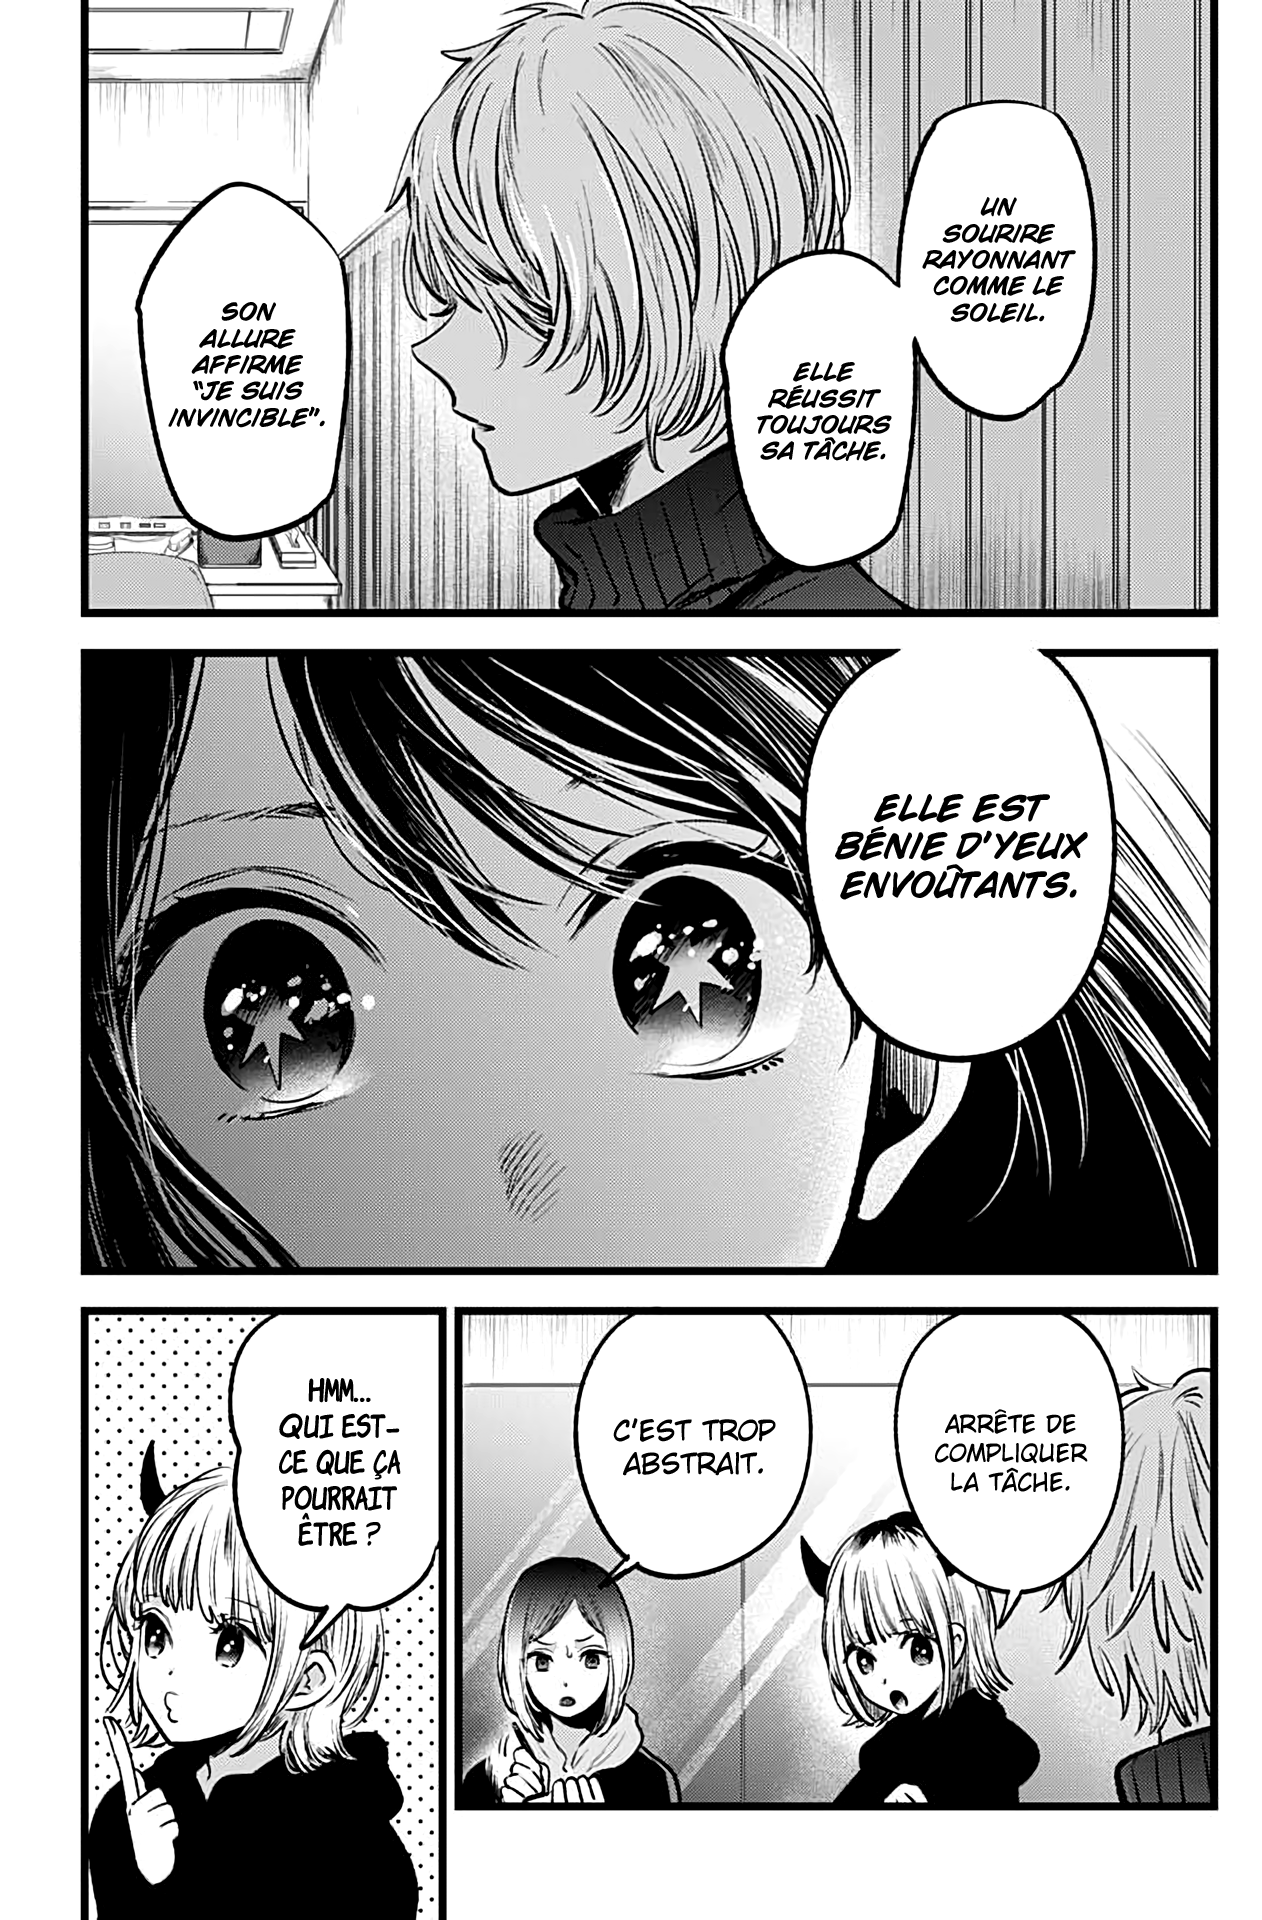 UN
SOURIRE
RAYONNANT
COMME LE
SOLEIL.
ELLE
RÉUSSIT
TOUJOURS
SA TÂCHE.
SON
ALLURE
AFFIRME
"JE SUIS
INVINCIBLE".
ELLE EST
BÉNIE D'YEUX
ENVOÛTANTS.
ARRÊTE DE
COMPLIQUER
LA TÂCHE.
C'EST TROP
ABSTRAIT.
HMM...
QUI EST-
CE QUE ÇA
POURRAIT
ÊTRE ?